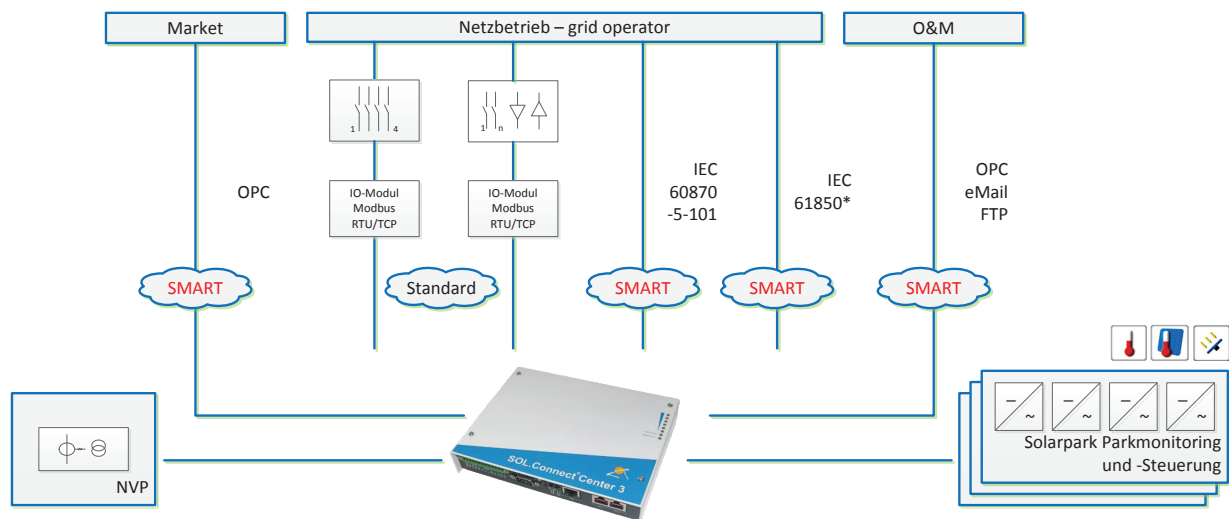 Market
Netzbetrieb – grid operator
O&M
1 4
1 n
OPC
IO-Modul
Modbus
RTU/TCP
IO-Modul
Modbus
RTU/TCP
IEC
60870
-5-101
IEC
61850*
OPC
eMail
FTP
SMART
Standard
SMART
SMART
SMART
NVP
SOL.Connect® Center 3
Solarpark Parkmonitoring
und -Steuerung